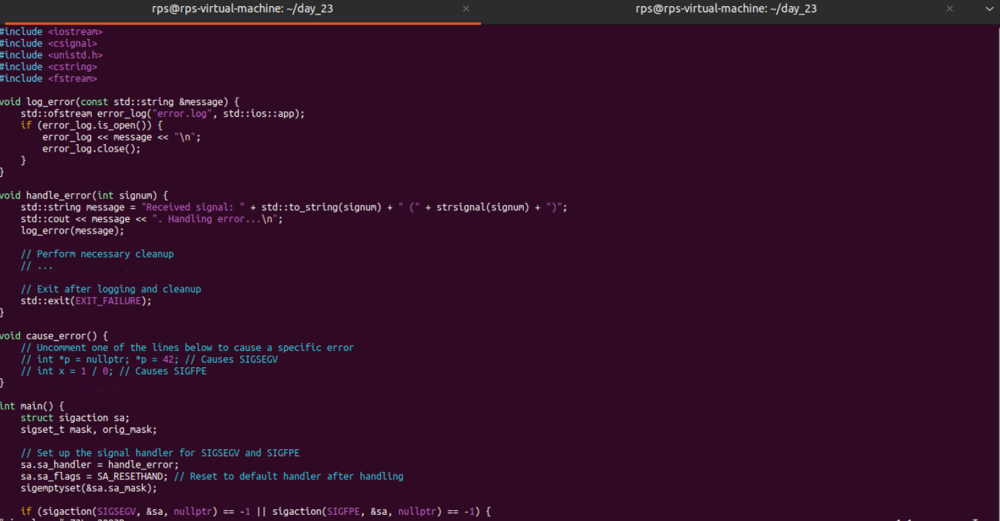 rps@rps-virtual-machine: ~/day_23
rps@rps-virtual-machine: ~/day_23
#include <iostream>
#include <csignal>
#include <unistd.h>
#include <cstring>
#include <fstream>

void log_error(const std::string &message) {
    std::ofstream error_log("error.log", std::ios::app);
    if (error_log.is_open()) {
        error_log << message << "\n";
        error_log.close();
    }
}

void handle_error(int signum) {
    std::string message = "Received signal: " + std::to_string(signum) + " (" + strsignal(signum) + ")";
    std::cout << message << ". Handling error...\n";
    log_error(message);

    // Perform necessary cleanup
    // ...

    // Exit after logging and cleanup
    std::exit(EXIT_FAILURE);
}

void cause_error() {
    // Uncomment one of the lines below to cause a specific error
    // int *p = nullptr; *p = 42; // Causes SIGSEGV
    // int x = 1 / 0; // Causes SIGFPE
}

int main() {
    struct sigaction sa;
    sigset_t mask, orig_mask;

    // Set up the signal handler for SIGSEGV and SIGFPE
    sa.sa_handler = handle_error;
    sa.sa_flags = SA_RESETHAND; // Reset to default handler after handling
    sigemptyset(&sa.sa_mask);

    if (sigaction(SIGSEGV, &sa, nullptr) == -1 || sigaction(SIGFPE, &sa, nullptr) == -1) {